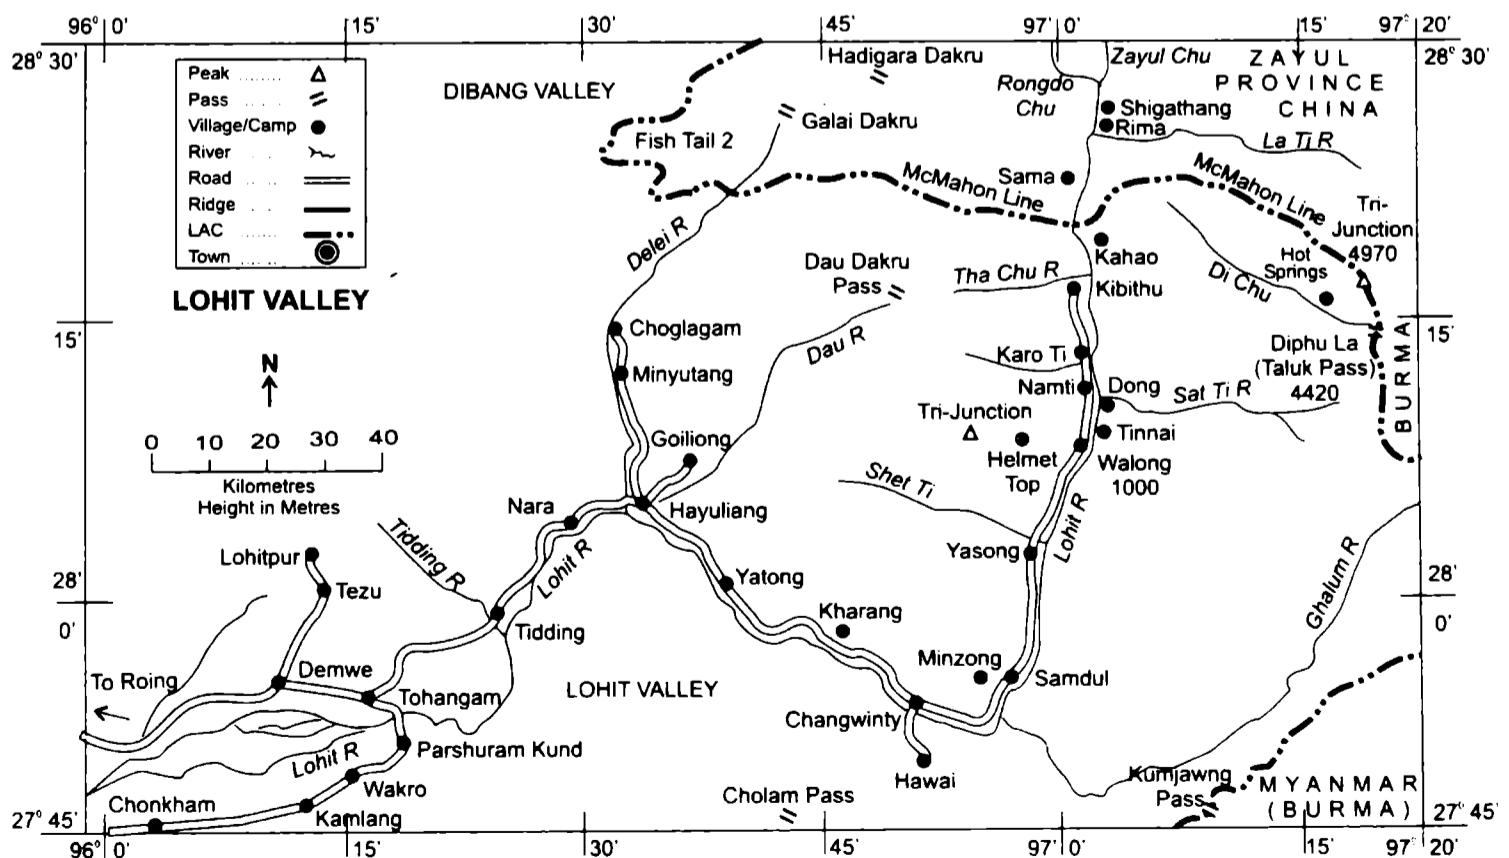 96° 0'
15'
30'
45'
97° 0'
15'
97° 20'
28° 30'
28° 30'
Peak
Pass
Village/Camp
River
Road
Ridge
LAC
Town
LOHIT VALLEY
N
0 10 20 30 40
Kilometres
Height in Metres
DIBANG VALLEY
Fish Tail 2
Hadigara Dakru
Galai Dakru
Rongdo
Chu
Zayul Chu
ZAYUL
PROVINCE
CHINA
Shigathang
Rima
La Ti R
Sama
McMahon Line
McMahon Line
Tri-
Junction
4970
Hot
Springs
Di Chu
Kahao
Delei R
Dau Dakru
Pass
Tha Chu R
Kibithu
15'
15'
Choglagam
Minyutang
Dau R
Karo Ti
Namti
Dong
Sat Ti R
Diphu La
(Taluk Pass)
4420
BURMA
Tri-Junction
Helmet
Top
Tinnai
Walong
1000
Goiliong
Shet Ti
Nara
Hayuliang
Lohitpur
Tezu
Tidding R
Lohit R
Yatong
Yasong
Lohit R
Ghalum R
28°
0'
28°
0'
Tidding
Kharang
Minzong
Samdul
To Roing
Demwe
Tohangam
LOHIT VALLEY
Changwinty
Hawai
Lohit R
Parshuram Kund
Wakro
Kamlang
Chonkham
Cholam Pass
Kumjawng
Pass
MYANMAR
(BURMA)
27° 45'
27° 45'
96° 0'
15'
30'
45'
97° 0'
15'
97° 20'